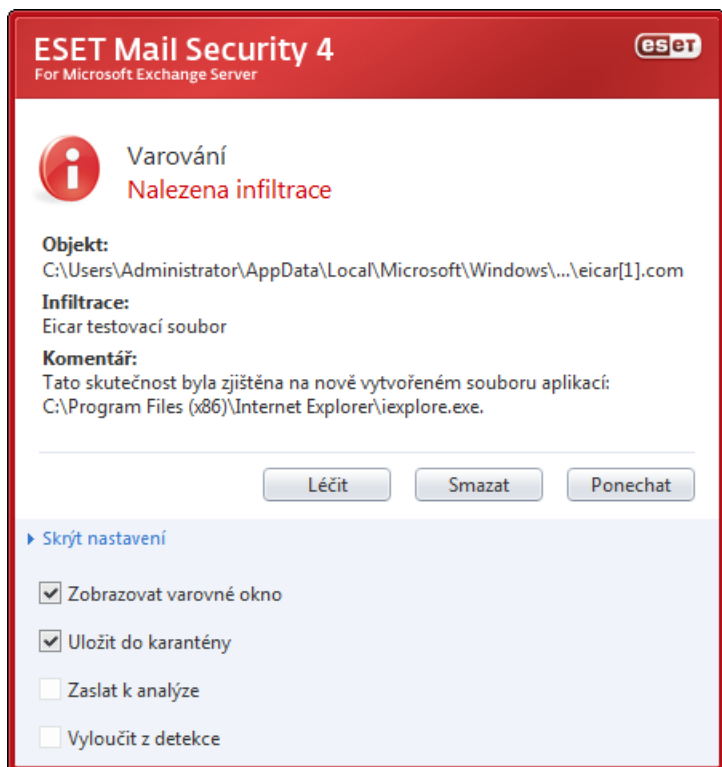 ESET Mail Security 4
For Microsoft Exchange Server
eseT
Varování
Nalezena infiltrace
Objekt:
C:\Users\Administrator\AppData\Local\Microsoft\Windows\...\eicar[1].com
Infiltrace:
Eicar testovací soubor
Komentář:
Tato skutečnost byla zjištěna na nově vytvořeném souboru aplikací:
C:\Program Files (x86)\Internet Explorer\iexplore.exe.
Léčit
Smazat
Ponechat
Skrýt nastavení
Zobrazovat varovné okno
Uložit do karantény
Zaslat k analýze
Vyloučit z detekce